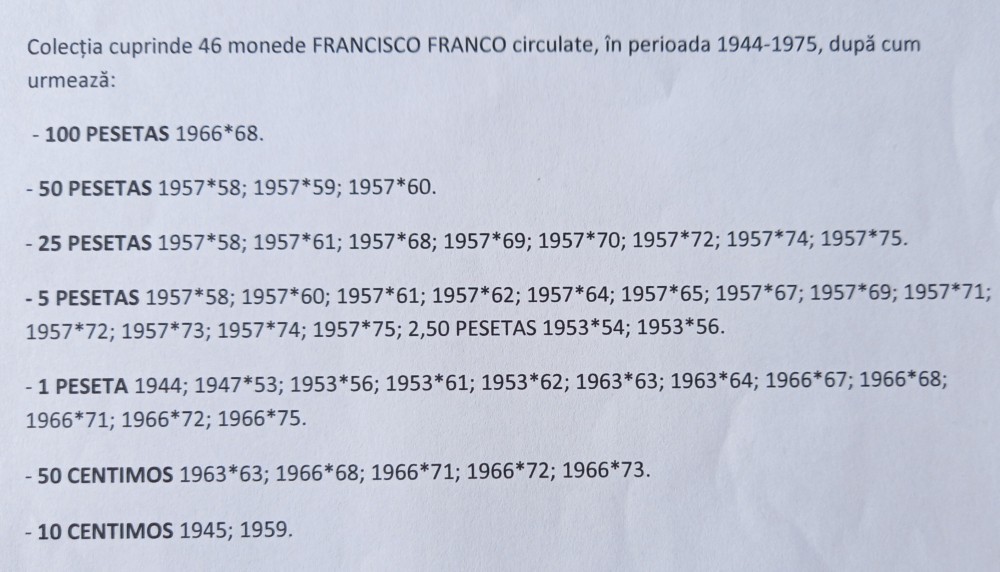 Colecția cuprinde 46 monede FRANCISCO FRANCO circulate, în perioada 1944-1975, după cum
urmează:
- 100 PESETAS 1966*68.
- 50 PESETAS 1957*58; 1957*59; 1957*60.
- 25 PESETAS 1957*58; 1957*61; 1957*68; 1957*69; 1957*70; 1957*72; 1957*74; 1957*75.
- 5 PESETAS 1957*58; 1957*60; 1957*61; 1957*62; 1957*64; 1957*65; 1957*67; 1957*69; 1957*71;
1957*72; 1957*73; 1957*74; 1957*75; 2,50 PESETAS 1953*54; 1953*56.
- 1 PESETA 1944; 1947*53; 1953*56; 1953*61; 1953*62; 1963*63; 1963*64; 1966*67; 1966*68;
1966*71; 1966*72; 1966*75.
- 50 CENTIMOS 1963*63; 1966*68; 1966*71; 1966*72; 1966*73.
- 10 CENTIMOS 1945; 1959.